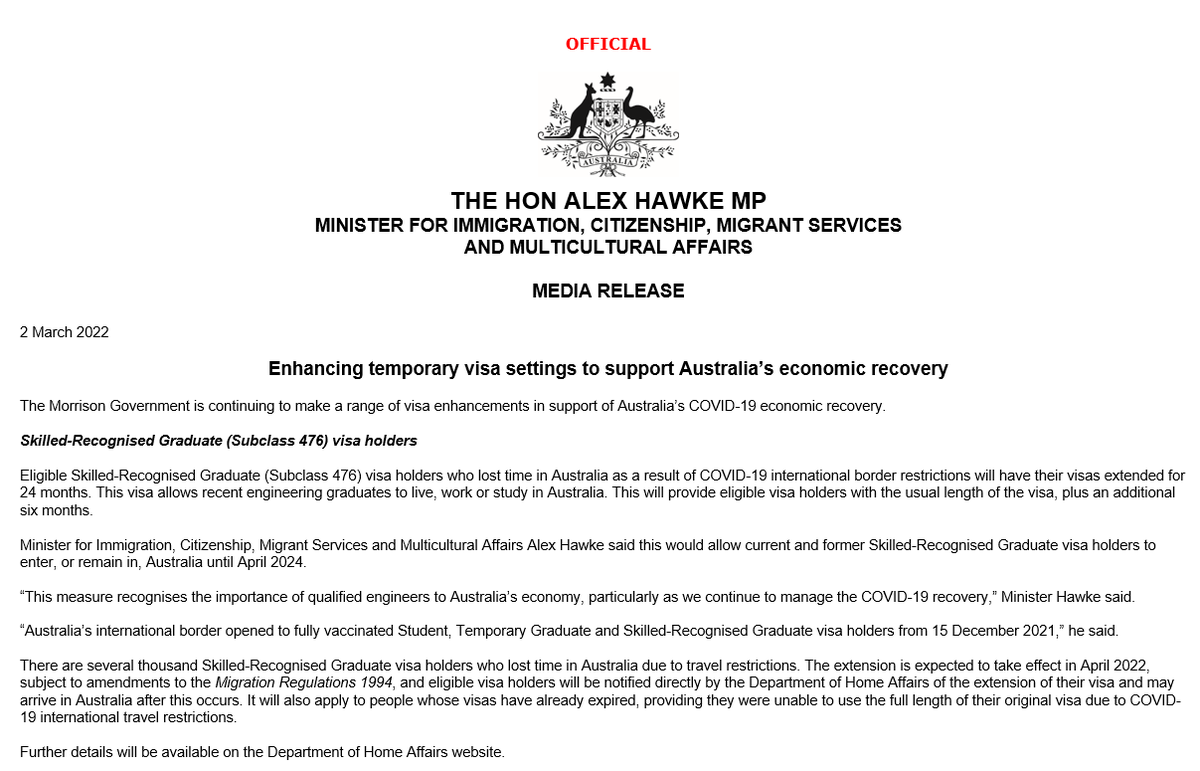 OFFICIAL
AUSTRALIA
THE HON ALEX HAWKE MP
MINISTER FOR IMMIGRATION, CITIZENSHIP, MIGRANT SERVICES
AND MULTICULTURAL AFFAIRS
MEDIA RELEASE
2 March 2022
Enhancing temporary visa settings to support Australia’s economic recovery
The Morrison Government is continuing to make a range of visa enhancements in support of Australia’s COVID-19 economic recovery.
Skilled-Recognised Graduate (Subclass 476) visa holders
Eligible Skilled-Recognised Graduate (Subclass 476) visa holders who lost time in Australia as a result of COVID-19 international border restrictions will have their visas extended for
24 months. This visa allows recent engineering graduates to live, work or study in Australia. This will provide eligible visa holders with the usual length of the visa, plus an additional
six months.
Minister for Immigration, Citizenship, Migrant Services and Multicultural Affairs Alex Hawke said this would allow current and former Skilled-Recognised Graduate visa holders to
enter, or remain in, Australia until April 2024.
“This measure recognises the importance of qualified engineers to Australia’s economy, particularly as we continue to manage the COVID-19 recovery,” Minister Hawke said.
“Australia’s international border opened to fully vaccinated Student, Temporary Graduate and Skilled-Recognised Graduate visa holders from 15 December 2021,” he said.
There are several thousand Skilled-Recognised Graduate visa holders who lost time in Australia due to travel restrictions. The extension is expected to take effect in April 2022,
subject to amendments to the Migration Regulations 1994, and eligible visa holders will be notified directly by the Department of Home Affairs of the extension of their visa and may
arrive in Australia after this occurs. It will also apply to people whose visas have already expired, providing they were unable to use the full length of their original visa due to COVID-
19 international travel restrictions.
Further details will be available on the Department of Home Affairs website.